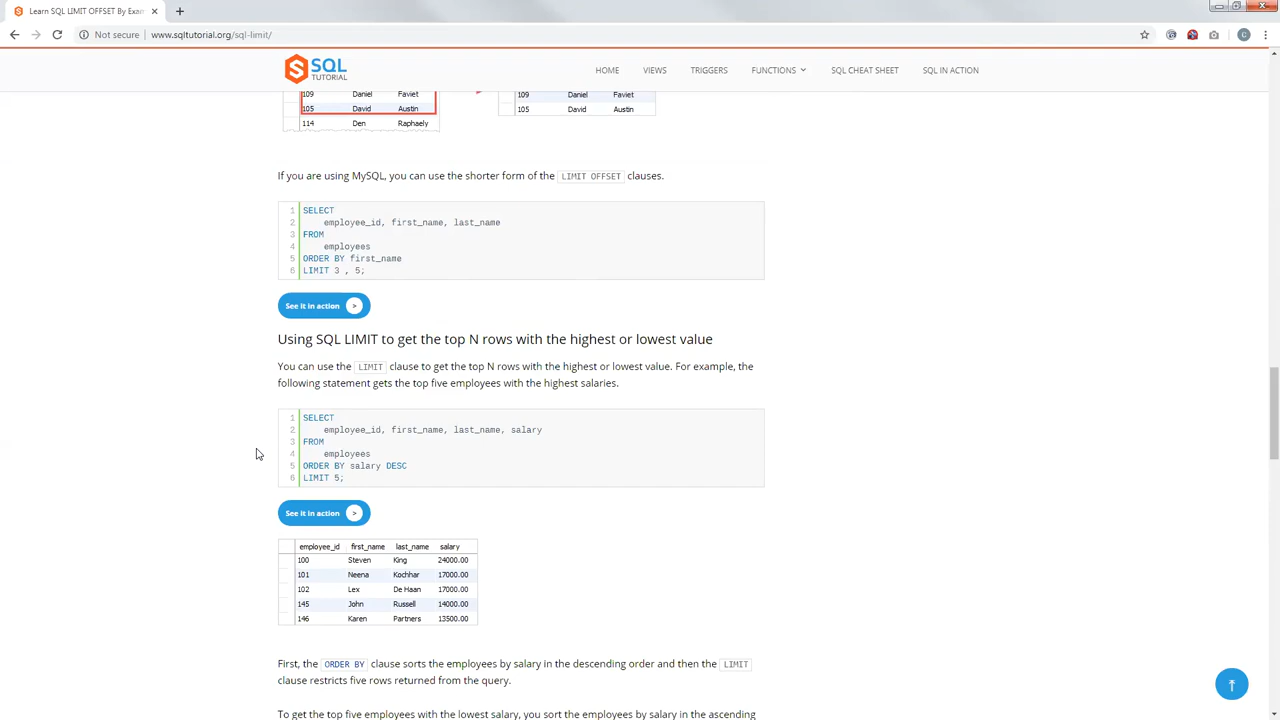 Learn SQL LIMIT OFFSET By Exa
Not secure www.sqltutorial.org/sql-limit/
SQL TUTORIAL
HOME VIEWS TRIGGERS FUNCTIONS SQL CHEAT SHEET SQL IN ACTION
109 Daniel Faviet
105 David Austin
114 Den Raphaely
109 Daniel Faviet
105 David Austin
If you are using MySQL, you can use the shorter form of the LIMIT OFFSET clauses.
1 SELECT
2 employee_id, first_name, last_name
3 FROM
4 employees
5 ORDER BY first_name
6 LIMIT 3 , 5;
See it in action >
Using SQL LIMIT to get the top N rows with the highest or lowest value
You can use the LIMIT clause to get the top N rows with the highest or lowest value. For example, the
following statement gets the top five employees with the highest salaries.
1 SELECT
2 employee_id, first_name, last_name, salary
3 FROM
4 employees
5 ORDER BY salary DESC
6 LIMIT 5;
See it in action >
employee_id first_name last_name salary
100 Steven King 24000.00
101 Neena Kochhar 17000.00
102 Lex De Haan 17000.00
145 John Russell 14000.00
146 Karen Partners 13500.00
First, the ORDER BY clause sorts the employees by salary in the descending order and then the LIMIT
clause restricts five rows returned from the query.
To get the top five employees with the lowest salary, you sort the employees by salary in the ascending